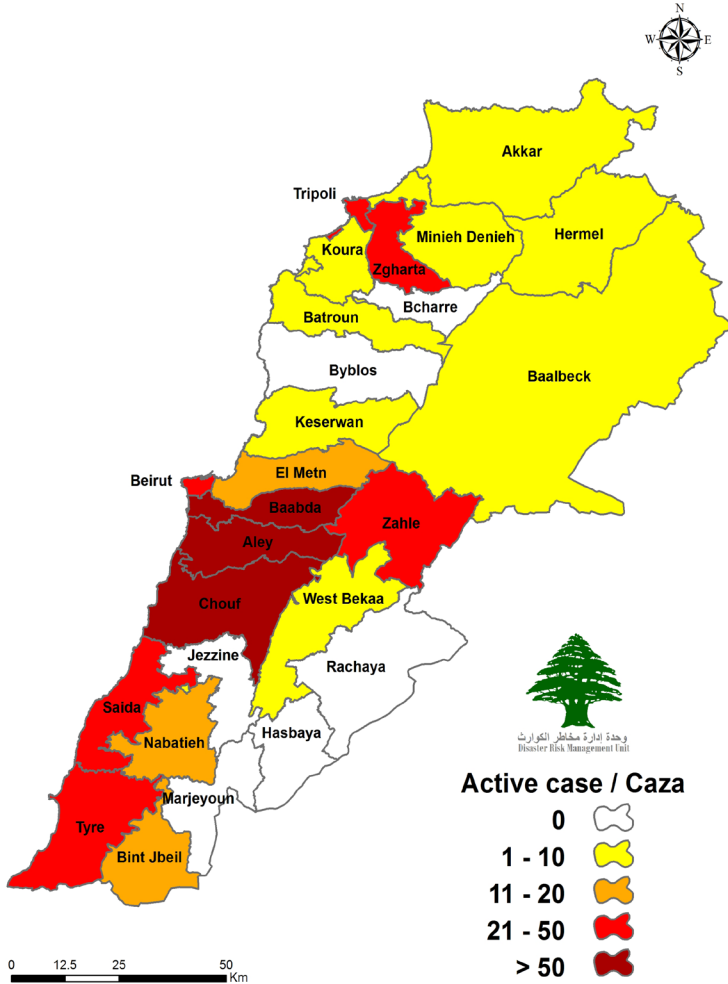 N
W E
S
Akkar
Tripoli
Minieh Denieh
Hermel
Koura
Zgharta
Bcharre
Batroun
Byblos
Baalbeck
Keserwan
El Metn
Beirut
Baabda
Zahle
Aley
West Bekaa
Chouf
Jezzine
Rachaya
Saida
Hasbaya
Nabatieh
Marjeyoun
Tyre
Bint Jbeil
وحدة إدارة مخاطر الكوارث
Disaster Risk Management Unit
Active case / Caza
0
1 - 10
11 - 20
21 - 50
> 50
0 12.5 25 50
Km